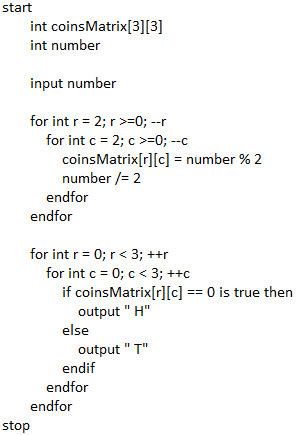 start
int coinsMatrix[3][3]
int number
input number
for int r = 2; r >=0; --r
for int c = 2; c >=0; --c
coinsMatrix[r][c] = number % 2
number /= 2
endfor
endfor
for int r = 0; r < 3; ++r
for int c = 0; c < 3; ++c
if coinsMatrix[r][c] == 0 is true then
output " H"
else
output " T"
endif
endfor
endfor
stop